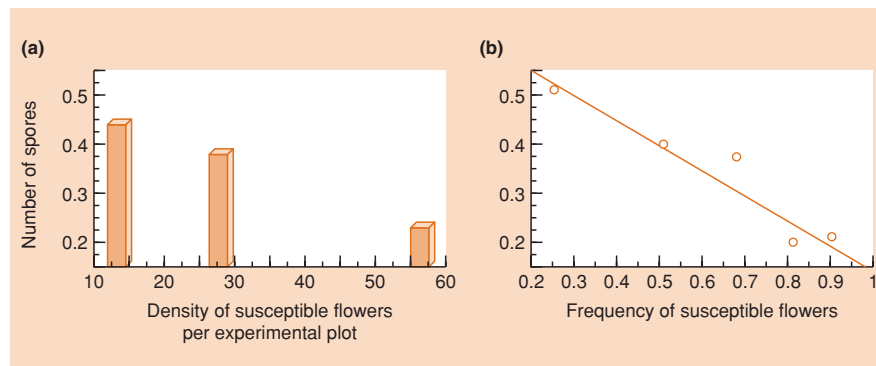 (a)
Number of spores
0.5
0.4
0.3
0.2
10 20 30 40 50 60
Density of susceptible flowers
per experimental plot
(b)
0.5
0.4
0.3
0.2
0.2 0.3 0.4 0.5 0.6 0.7 0.8 0.9 1
Frequency of susceptible flowers